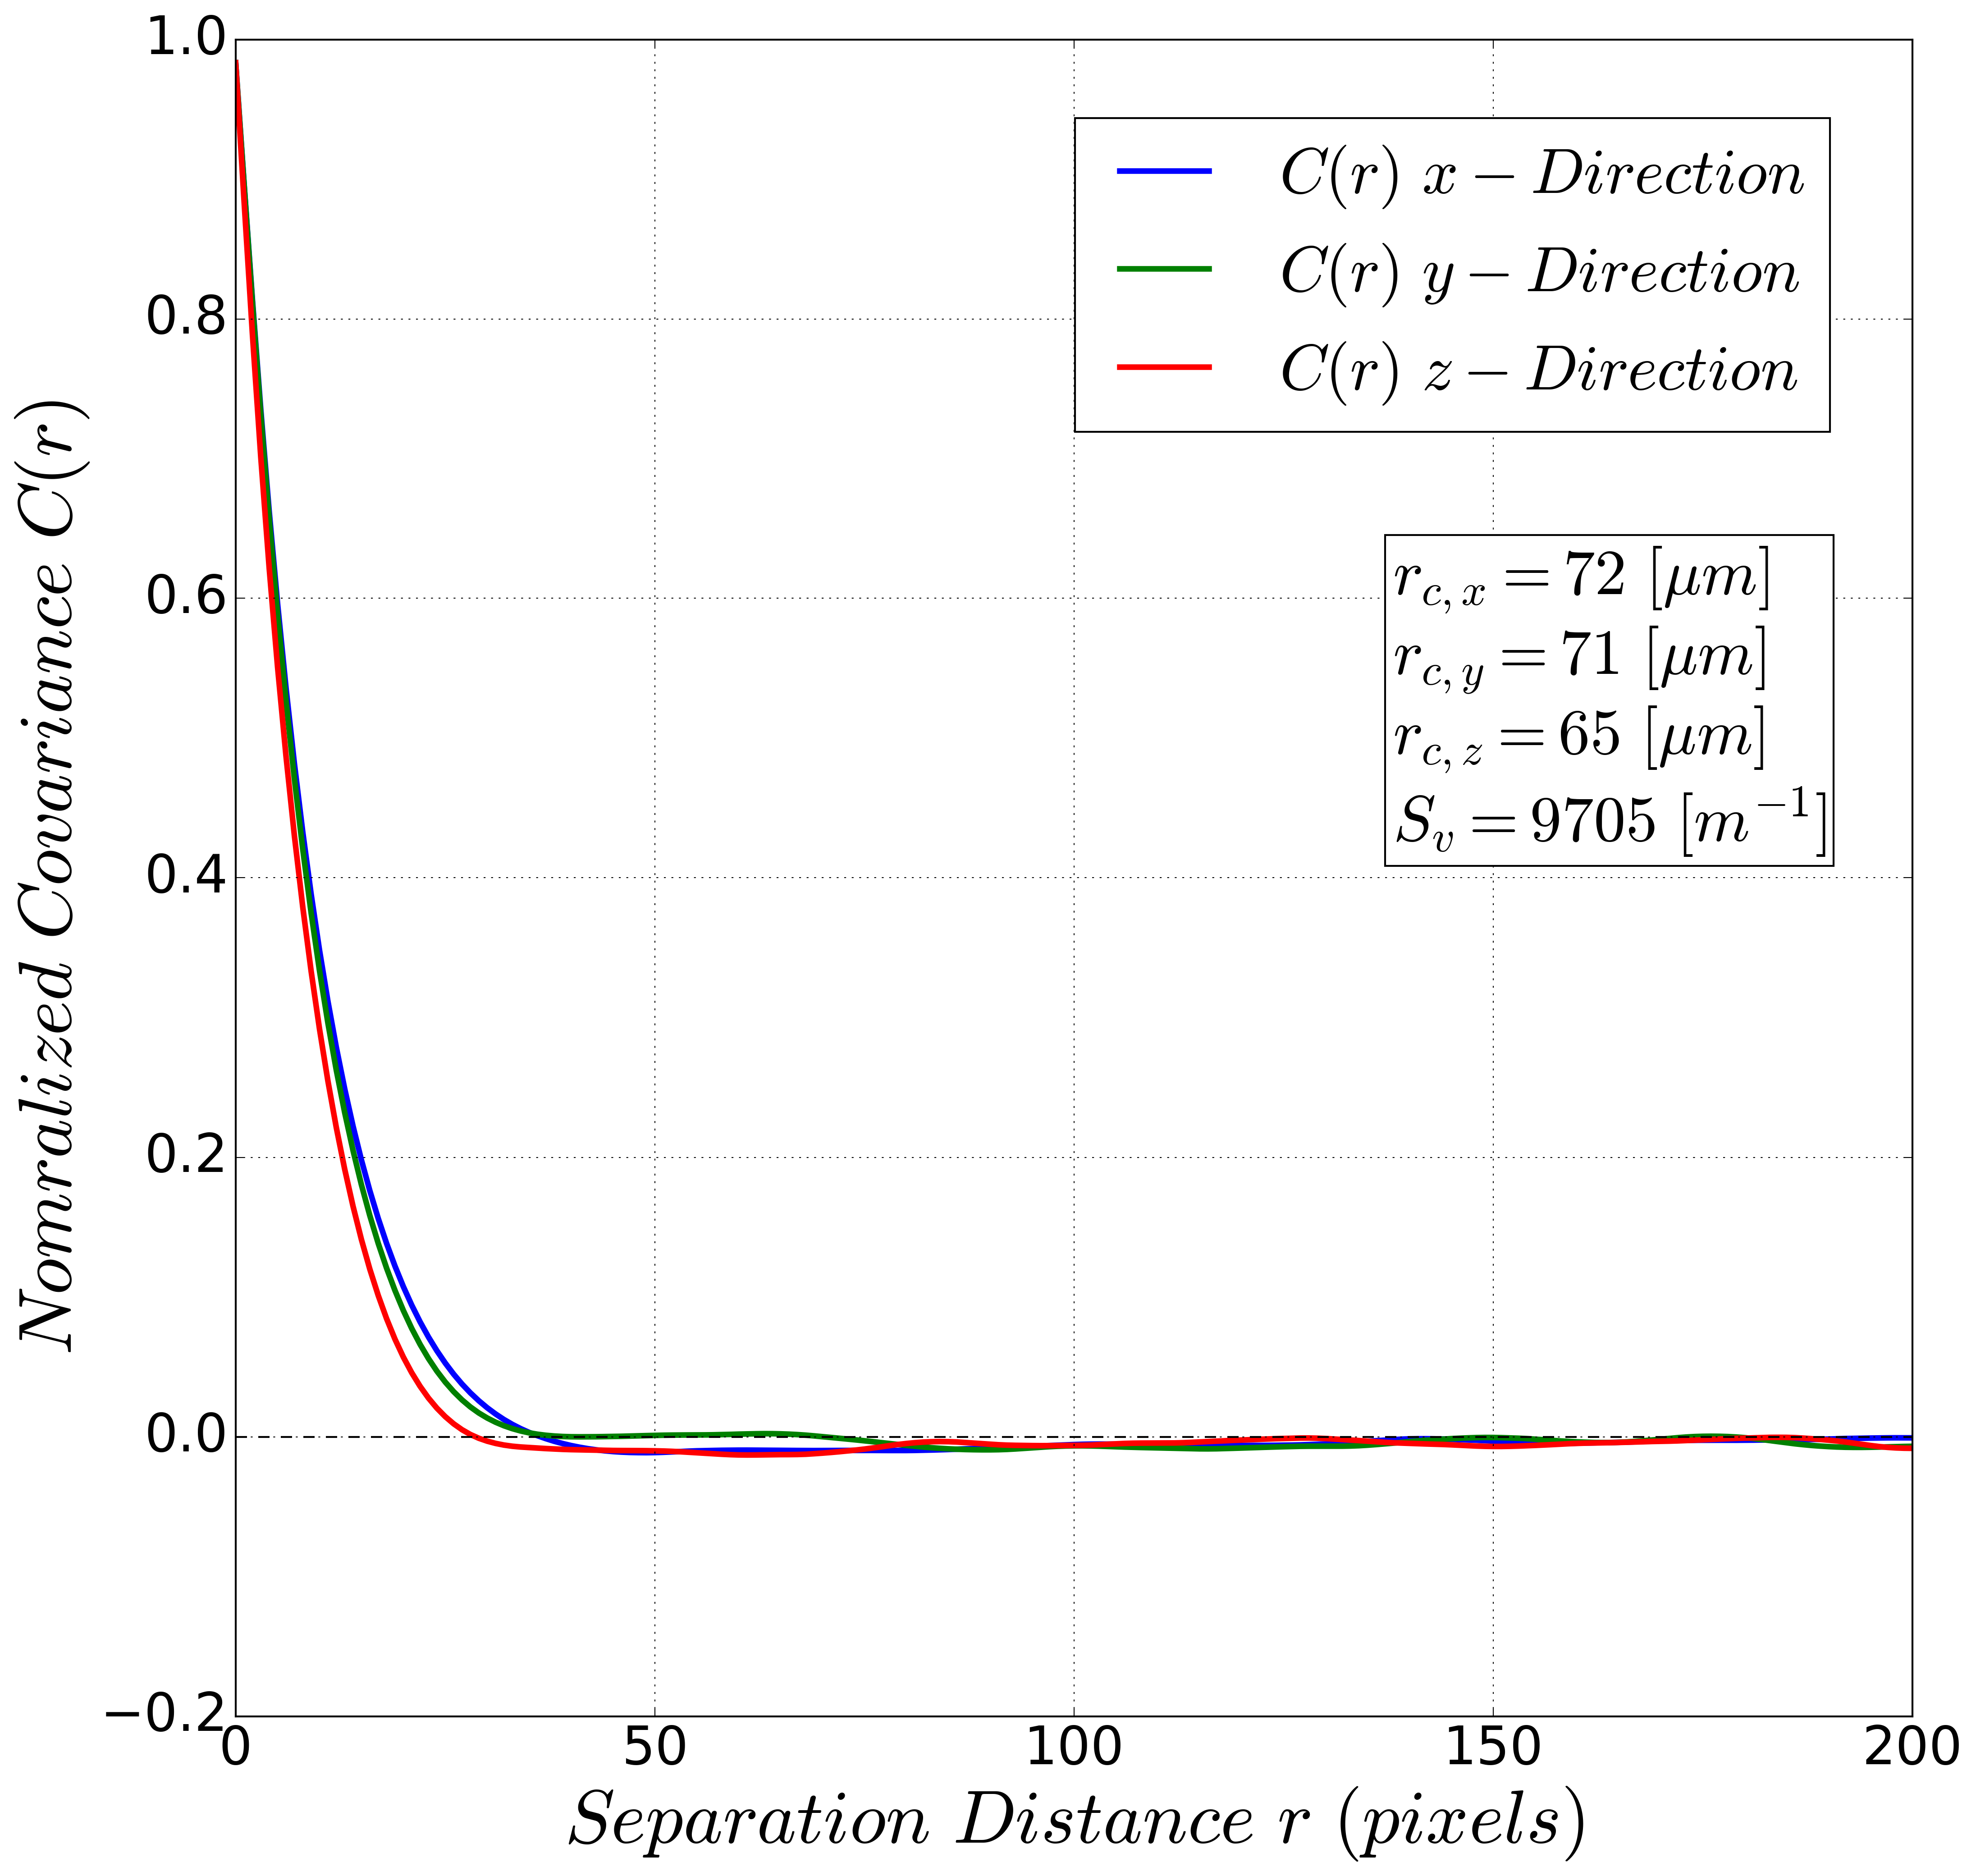 1.0
0.8
0.6
0.4
0.2
0.0
−0.2
0
50
100
150
200
Nomralized Covariance C(r)
Separation Distance r (pixels)
C(r) x − Direction
C(r) y − Direction
C(r) z − Direction
r_{c,x} = 72 [μm]
r_{c,y} = 71 [μm]
r_{c,z} = 65 [μm]
S_v = 9705 [m^{−1}]